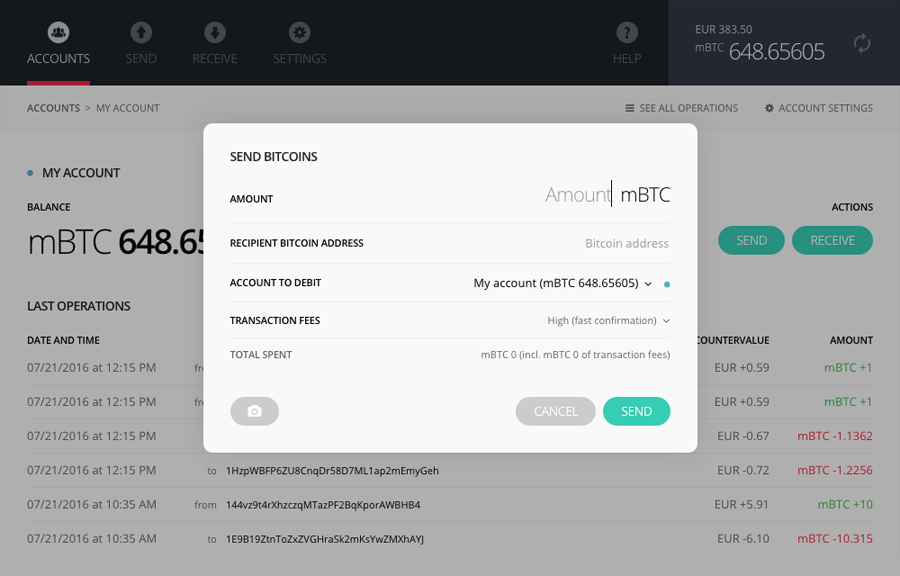 EUR 383.50
mBTC 648.65605
ACCOUNTS SEND RECEIVE SETTINGS HELP
ACCOUNTS > MY ACCOUNT SEE ALL OPERATIONS ACCOUNT SETTINGS
MY ACCOUNT
BALANCE ACTIONS
mBTC 648.65
SEND RECEIVE
SEND BITCOINS
AMOUNT Amount mBTC
RECIPIENT BITCOIN ADDRESS Bitcoin address
ACCOUNT TO DEBIT My account (mBTC 648.65605)
TRANSACTION FEES High (fast confirmation)
TOTAL SPENT mBTC 0 (incl. mBTC 0 of transaction fees)
CANCEL SEND
LAST OPERATIONS
DATE AND TIME COUNTERVALUE AMOUNT
07/21/2016 at 12:15 PM EUR +0.59 mBTC +1
07/21/2016 at 12:15 PM EUR +0.59 mBTC +1
07/21/2016 at 12:15 PM EUR -0.67 mBTC -1.1362
07/21/2016 at 12:15 PM to 1HzpWBFP6ZU8CnqDr58D7ML1ap2mEmyGeh EUR -0.72 mBTC -1.2256
07/21/2016 at 10:35 AM from 144vz9t4rXhzczqMTazPF2BqKporAWBHB4 EUR +5.91 mBTC +10
07/21/2016 at 10:35 AM to 1E9B19ZtnToZxZVGHraSk2mKsYwZMXhAYJ EUR -6.10 mBTC -10.315